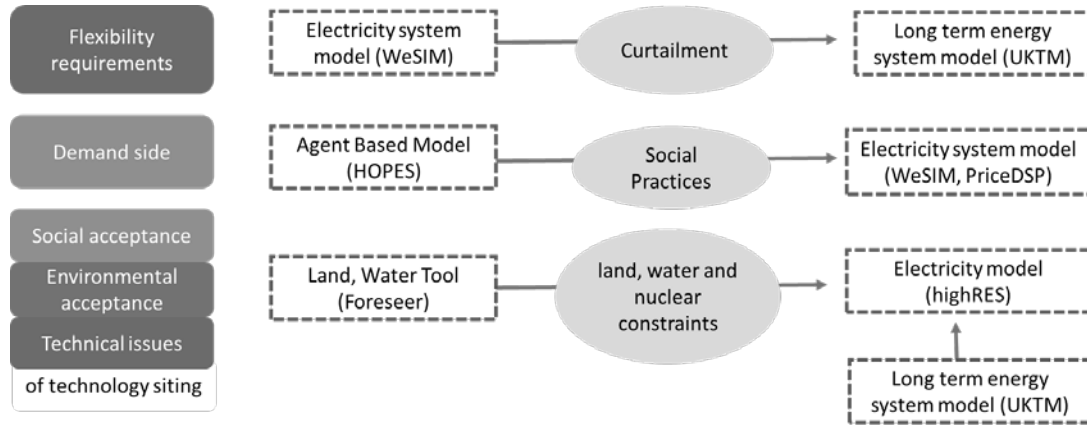 Flexibility
requirements
Electricity system
model (WeSIM)
Curtailment
Long term energy
system model (UKTM)
Demand side
Agent Based Model
(HOPES)
Social
Practices
Electricity system model
(WeSIM, PriceDSP)
Social acceptance
Environmental
acceptance
Technical issues
of technology siting
Land, Water Tool
(Foreseer)
land, water and
nuclear
constraints
Electricity model
(highRES)
Long term energy
system model (UKTM)